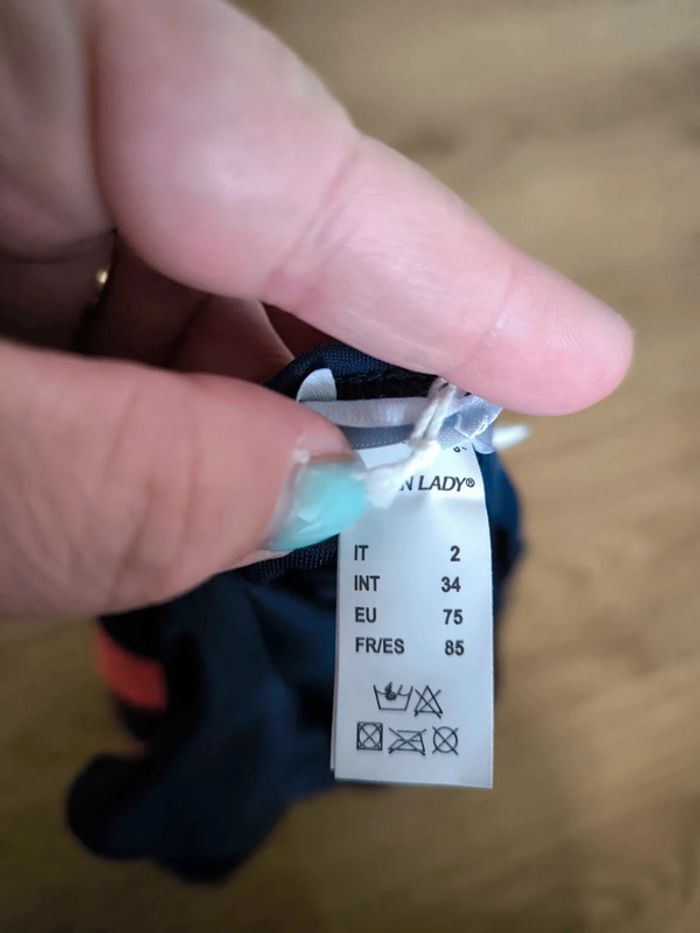 N LADY®
IT 2
INT 34
EU 75
FR/ES 85